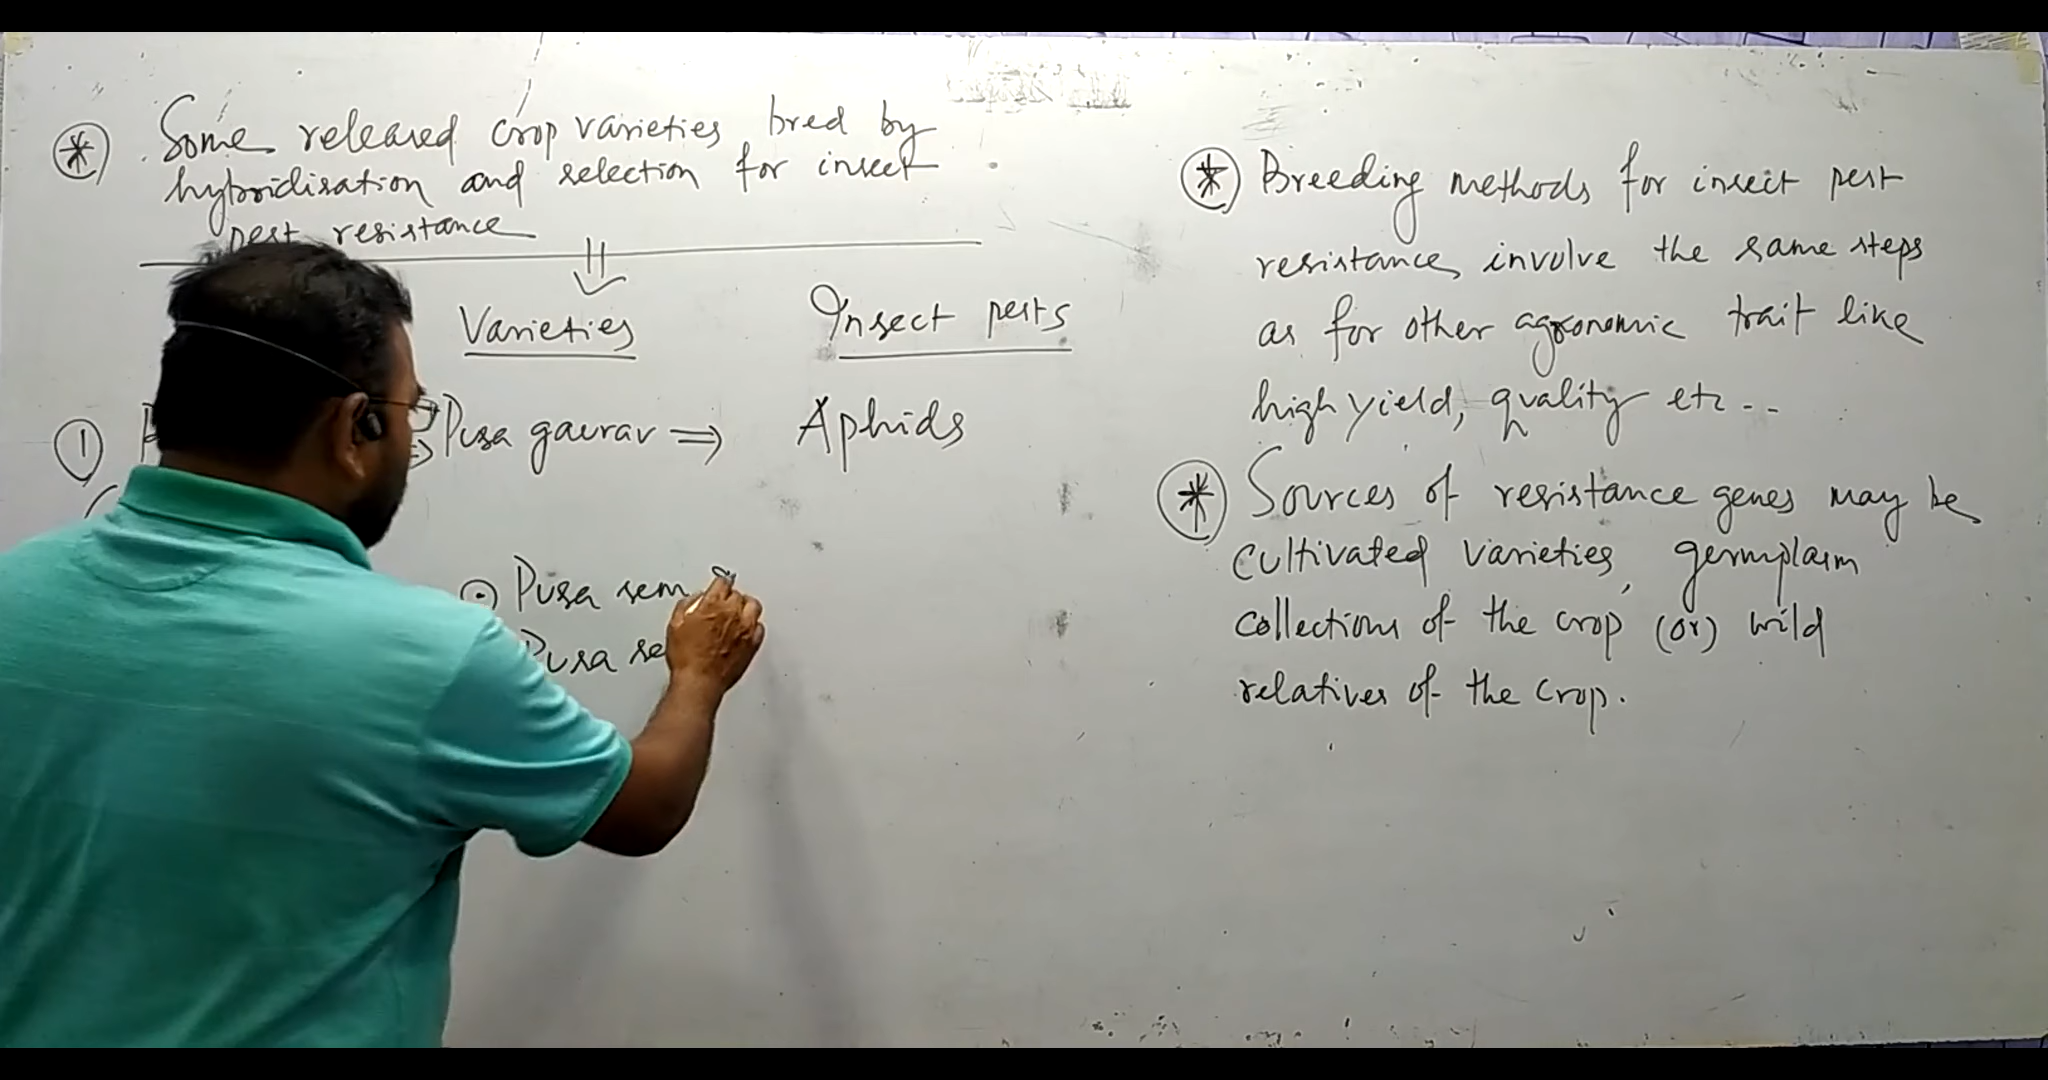 * Some released crop varieties bred by
hybridisation and selection for insect
pest resistance
Varieties
Insect pests
1 Pusa gaurav ⇒ Aphids
Pusa sem
Pusa se
* Breeding methods for insect pest
resistance involve the same steps
as for other agronomic trait like
high yield, quality etc..
* Sources of resistance genes may be
cultivated varieties, germplasm
collections of the crop (or) wild
relatives of the crop.